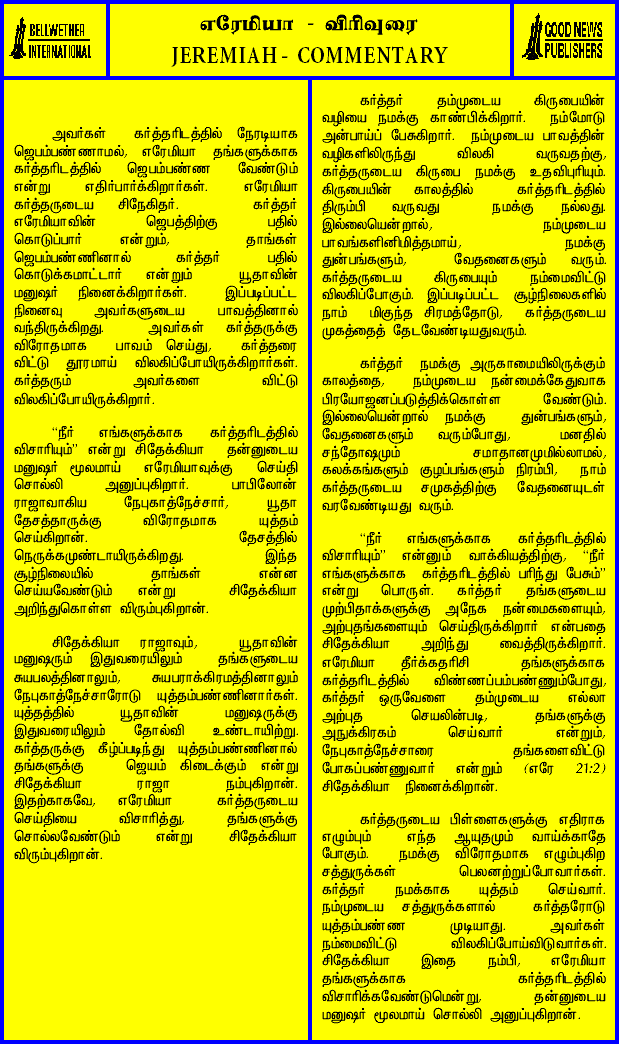 BELLWETHER
INTERNATIONAL
எரேமியா - விரிவுரை
JEREMIAH - COMMENTARY
GOOD NEWS
PUBLISHERS
அவர்கள் கர்த்தரிடத்தில் நேரடியாக
ஜெபம்பண்ணாமல், எரேமியா தங்களுக்காக
கர்த்தரிடத்தில் ஜெபம்பண்ண வேண்டும்
என்று எதிர்பார்க்கிறார்கள். எரேமியா
கர்த்தருடைய சிநேகிதர். கர்த்தர்
எரேமியாவின் ஜெபத்திற்கு பதில்
கொடுப்பார் என்றும், தாங்கள்
ஜெபம்பண்ணினால் கர்த்தர் பதில்
கொடுக்கமாட்டார் என்றும் யூதாவின்
மனுஷர் நினைக்கிறார்கள். இப்படிப்பட்ட
நினைவு அவர்களுடைய பாவத்தினால்
வந்திருக்கிறது. அவர்கள் கர்த்தருக்கு
விரோதமாக பாவம் செய்து, கர்த்தரை
விட்டு தூரமாய் விலகிப்போயிருக்கிறார்கள்.
கர்த்தரும் அவர்களை விட்டு
விலகிப்போயிருக்கிறார்.
“நீர் எங்களுக்காக கர்த்தரிடத்தில்
விசாரியும்” என்று சிதேக்கியா தன்னுடைய
மனுஷர் மூலமாய் எரேமியாவுக்கு செய்தி
சொல்லி அனுப்புகிறார். பாபிலோன்
ராஜாவாகிய நேபுகாத்நேச்சார், யூதா
தேசத்தாருக்கு விரோதமாக யுத்தம்
செய்கிறான். தேசத்தில்
நெருக்கமுண்டாயிருக்கிறது. இந்த
சூழ்நிலையில் தாங்கள் என்ன
செய்யவேண்டும் என்று சிதேக்கியா
அறிந்துகொள்ள விரும்புகிறான்.
சிதேக்கியா ராஜாவும், யூதாவின்
மனுஷரும் இதுவரையிலும் தங்களுடைய
சுயபலத்தினாலும், சுயபராக்கிரமத்தினாலும்
நேபுகாத்நேச்சாரோடு யுத்தம்பண்ணினார்கள்.
யுத்தத்தில் யூதாவின் மனுஷருக்கு
இதுவரையிலும் தோல்வி உண்டாயிற்று.
கர்த்தருக்கு கீழ்ப்படிந்து யுத்தம்பண்ணினால்
தங்களுக்கு ஜெயம் கிடைக்கும் என்று
சிதேக்கியா ராஜா நம்புகிறான்.
இதற்காகவே, எரேமியா கர்த்தருடைய
செய்தியை விசாரித்து, தங்களுக்கு
சொல்லவேண்டும் என்று சிதேக்கியா
விரும்புகிறான்.
கர்த்தர் தம்முடைய கிருபையின்
வழியை நமக்கு காண்பிக்கிறார். நம்மோடு
அன்பாய்ப் பேசுகிறார். நம்முடைய பாவத்தின்
வழிகளிலிருந்து விலகி வருவதற்கு,
கர்த்தருடைய கிருபை நமக்கு உதவிபுரியும்.
கிருபையின் காலத்தில் கர்த்தரிடத்தில்
திரும்பி வருவது நமக்கு நல்லது.
இல்லையென்றால், நம்முடைய
பாவங்களினிமித்தமாய், நமக்கு
துன்பங்களும், வேதனைகளும் வரும்.
கர்த்தருடைய கிருபையும் நம்மைவிட்டு
விலகிப்போகும். இப்படிப்பட்ட சூழ்நிலைகளில்
நாம் மிகுந்த சிரமத்தோடு, கர்த்தருடைய
முகத்தைத் தேடவேண்டியதுவரும்.
கர்த்தர் நமக்கு அருகாமையிலிருக்கும்
காலத்தை, நம்முடைய நன்மைக்கேதுவாக
பிரயோஜனப்படுத்திக்கொள்ள வேண்டும்.
இல்லையென்றால் நமக்கு துன்பங்களும்,
வேதனைகளும் வரும்போது, மனதில்
சந்தோஷமும் சமாதானமுமில்லாமல்,
கலக்கங்களும் குழப்பங்களும் நிரம்பி, நாம்
கர்த்தருடைய சமுகத்திற்கு வேதனையுடன்
வரவேண்டியது வரும்.
“நீர் எங்களுக்காக கர்த்தரிடத்தில்
விசாரியும்” என்னும் வாக்கியத்திற்கு, “நீர்
எங்களுக்காக கர்த்தரிடத்தில் பரிந்து பேசும்”
என்று பொருள். கர்த்தர் தங்களுடைய
முற்பிதாக்களுக்கு அநேக நன்மைகளையும்,
அற்புதங்களையும் செய்திருக்கிறார் என்பதை
சிதேக்கியா அறிந்து வைத்திருக்கிறார்.
எரேமியா தீர்க்கதரிசி தங்களுக்காக
கர்த்தரிடத்தில் விண்ணப்பம்பண்ணும்போது,
கர்த்தர் ஒருவேளை தம்முடைய எல்லா
அற்புத செயலின்படி, தங்களுக்கு
அநுக்கிரகம் செய்வார் என்றும்,
நேபுகாத்நேச்சாரை தங்களைவிட்டு
போகப்பண்ணுவார் என்றும் (எரே 21:2)
சிதேக்கியா நினைக்கிறான்.
கர்த்தருடைய பிள்ளைகளுக்கு எதிராக
எழும்பும் எந்த ஆயுதமும் வாய்க்காதே
போகும். நமக்கு விரோதமாக எழும்புகிற
சத்துருக்கள் பெலனற்றுப்போவார்கள்.
கர்த்தர் நமக்காக யுத்தம் செய்வார்.
நம்முடைய சத்துருக்களால் கர்த்தரோடு
யுத்தம்பண்ண முடியாது. அவர்கள்
நம்மைவிட்டு விலகிப்போய்விடுவார்கள்.
சிதேக்கியா இதை நம்பி, எரேமியா
தங்களுக்காக கர்த்தரிடத்தில்
விசாரிக்கவேண்டுமென்று, தன்னுடைய
மனுஷர் மூலமாய் சொல்லி அனுப்புகிறான்.